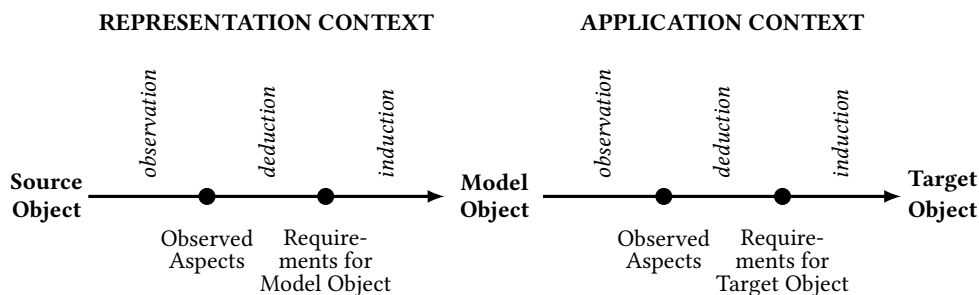 REPRESENTATION CONTEXT
APPLICATION CONTEXT
observation
deduction
induction
observation
deduction
induction
Source
Object
Model
Object
Target
Object
Observed
Aspects
Require-
ments for
Model Object
Observed
Aspects
Require-
ments for
Target Object